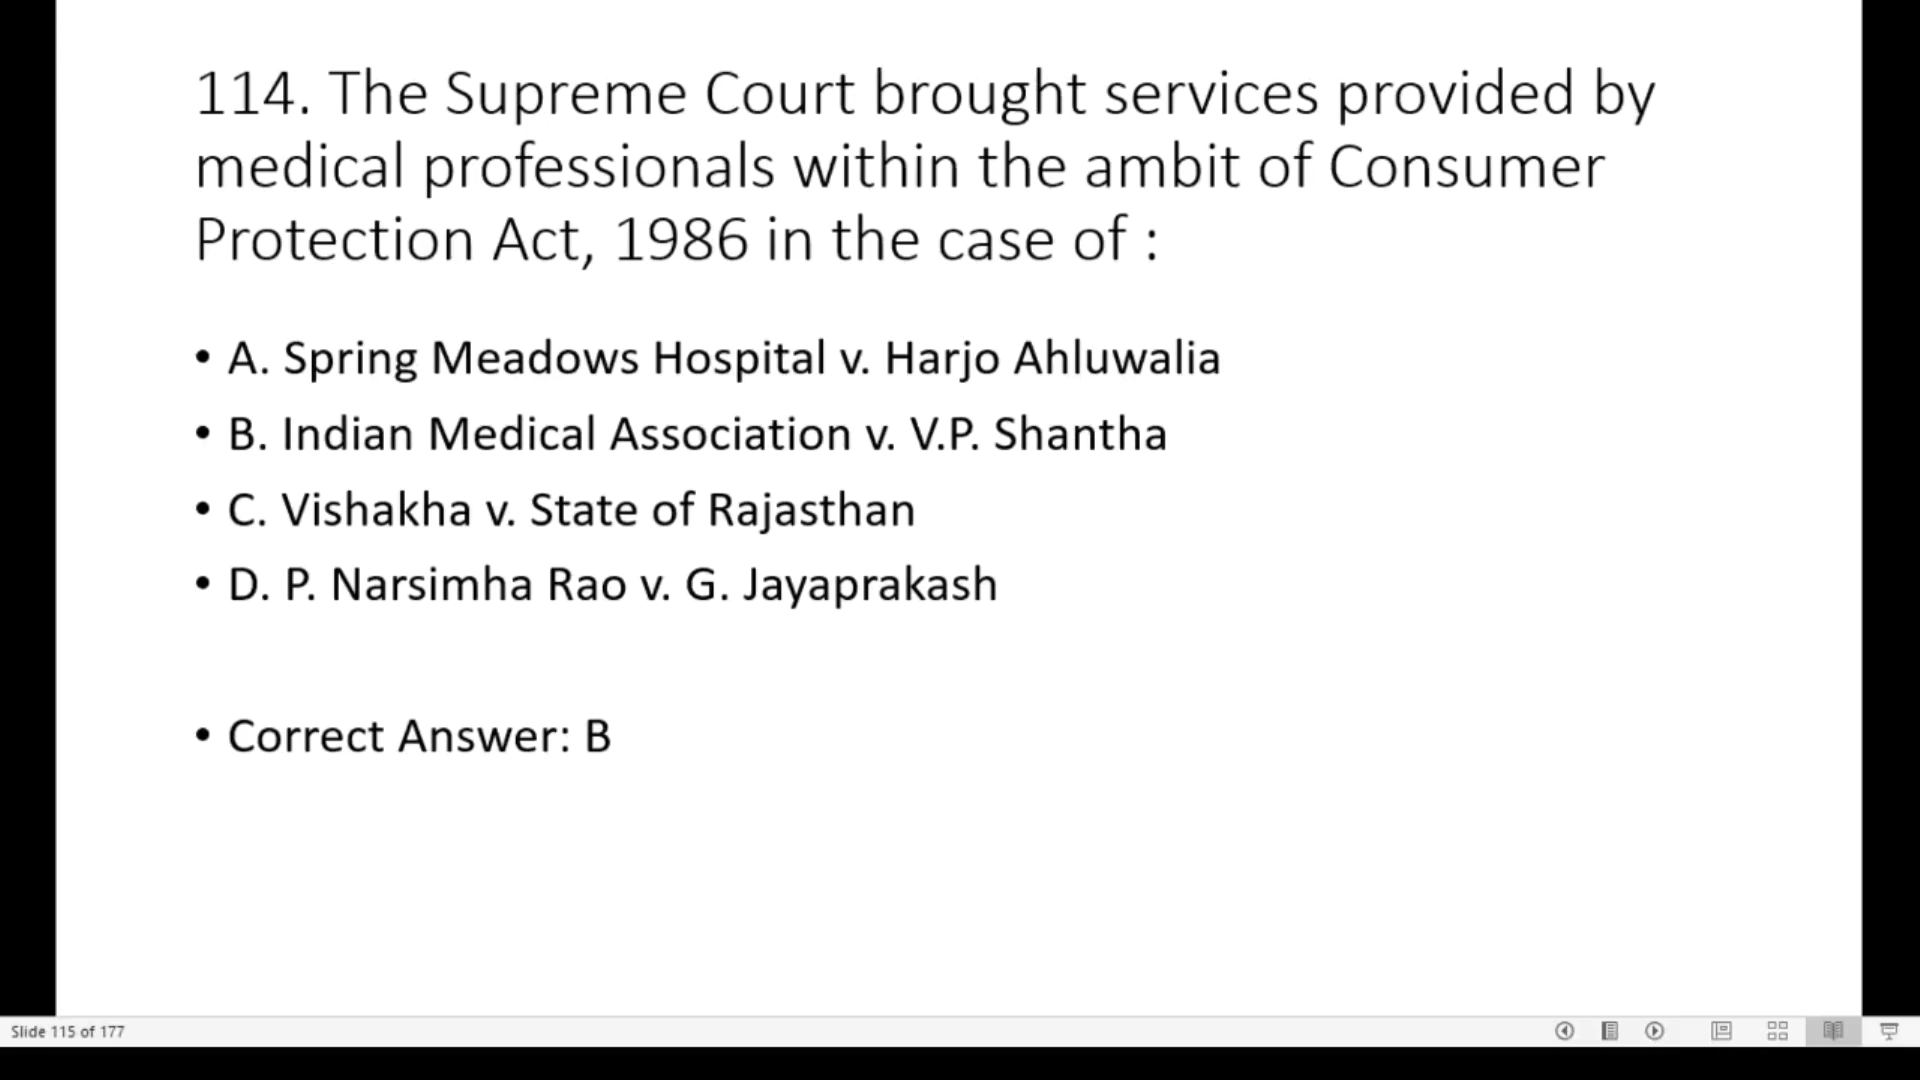 114. The Supreme Court brought services provided by
medical professionals within the ambit of Consumer
Protection Act, 1986 in the case of :
• A. Spring Meadows Hospital v. Harjo Ahluwalia
• B. Indian Medical Association v. V.P. Shantha
• C. Vishakha v. State of Rajasthan
• D. P. Narsimha Rao v. G. Jayaprakash
• Correct Answer: B
Slide 115 of 177